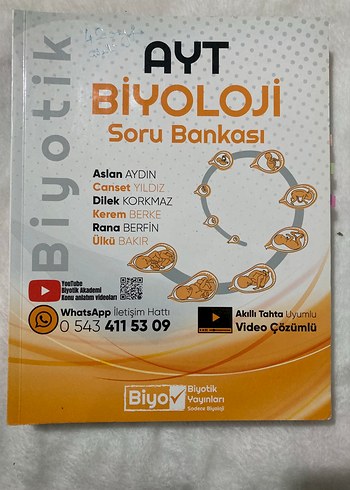 AYT
BİYOLOJİ
Soru Bankası
Biyotik
Aslan AYDIN
Canset YILDIZ
Dilek KORKMAZ
Kerem BERKE
Rana BERFİN
Ülkü BAKIR
YouTube
Biyotik Akademi
Konu anlatım videoları
WhatsApp İletişim Hattı
0 543 411 53 09
Akıllı Tahta Uyumlu
Video Çözümlü
Biyo
Biyotik
Yayınları
Sadece Biyoloji